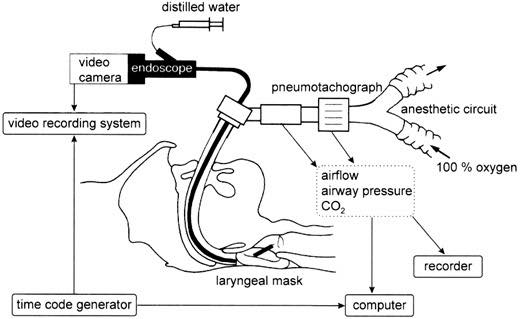 distilled water
video
camera
endoscope
pneumotachograph
anesthetic circuit
video recording system
100 % oxygen
airflow
airway pressure
CO₂
recorder
laryngeal mask
time code generator
computer